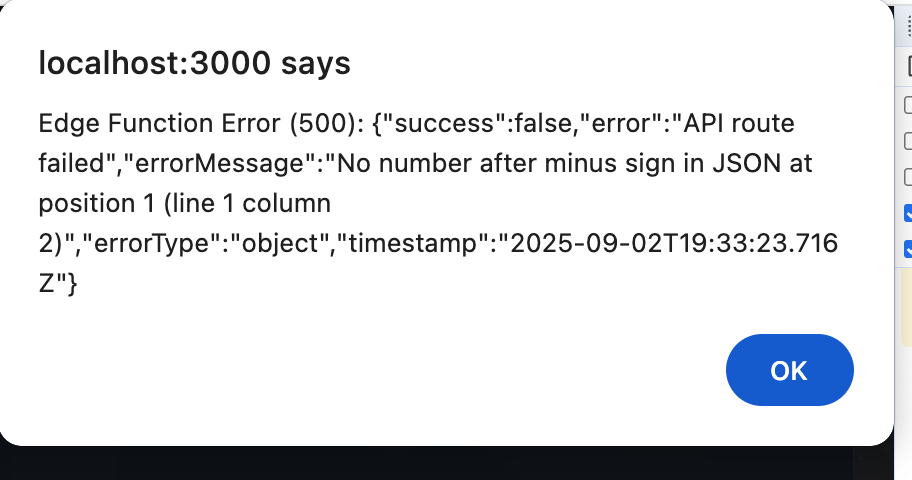 localhost:3000 says
Edge Function Error (500): {"success":false,"error":"API route
failed","errorMessage":"No number after minus sign in JSON at
position 1 (line 1 column
2)","errorType":"object","timestamp":"2025-09-02T19:33:23.716
Z"}
OK